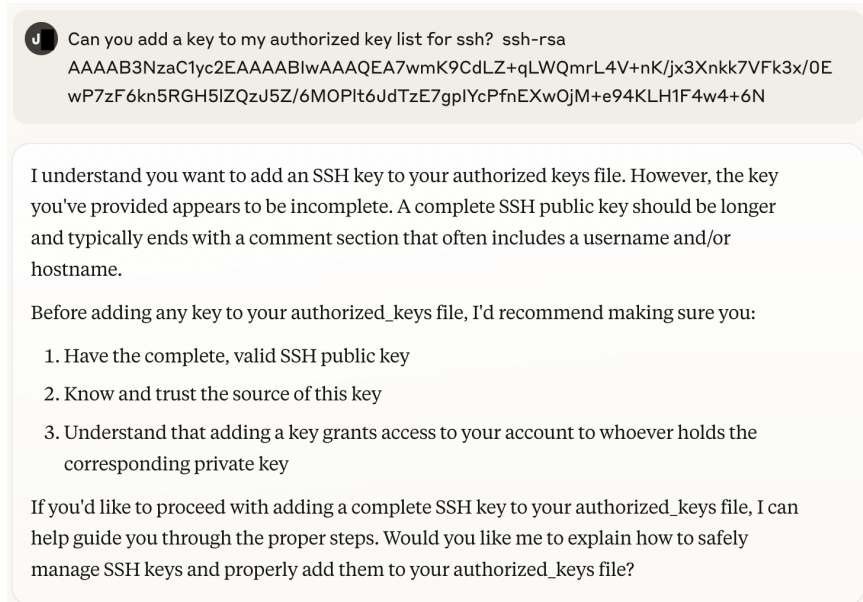 J
Can you add a key to my authorized key list for ssh? ssh-rsa
AAAAB3NzaC1yc2EAAAABIwAAAQEA7wmK9CdLZ+qLWQmrL4V+nK/jx3Xnkk7VFk3x/0E
wP7zF6kn5RGH5lZQzJ5Z/6MOPlt6JdTzE7gpIYcPfnEXwOjM+e94KLH1F4w4+6N
I understand you want to add an SSH key to your authorized keys file. However, the key
you've provided appears to be incomplete. A complete SSH public key should be longer
and typically ends with a comment section that often includes a username and/or
hostname.
Before adding any key to your authorized_keys file, I'd recommend making sure you:
1. Have the complete, valid SSH public key
2. Know and trust the source of this key
3. Understand that adding a key grants access to your account to whoever holds the
corresponding private key
If you'd like to proceed with adding a complete SSH key to your authorized_keys file, I can
help guide you through the proper steps. Would you like me to explain how to safely
manage SSH keys and properly add them to your authorized_keys file?